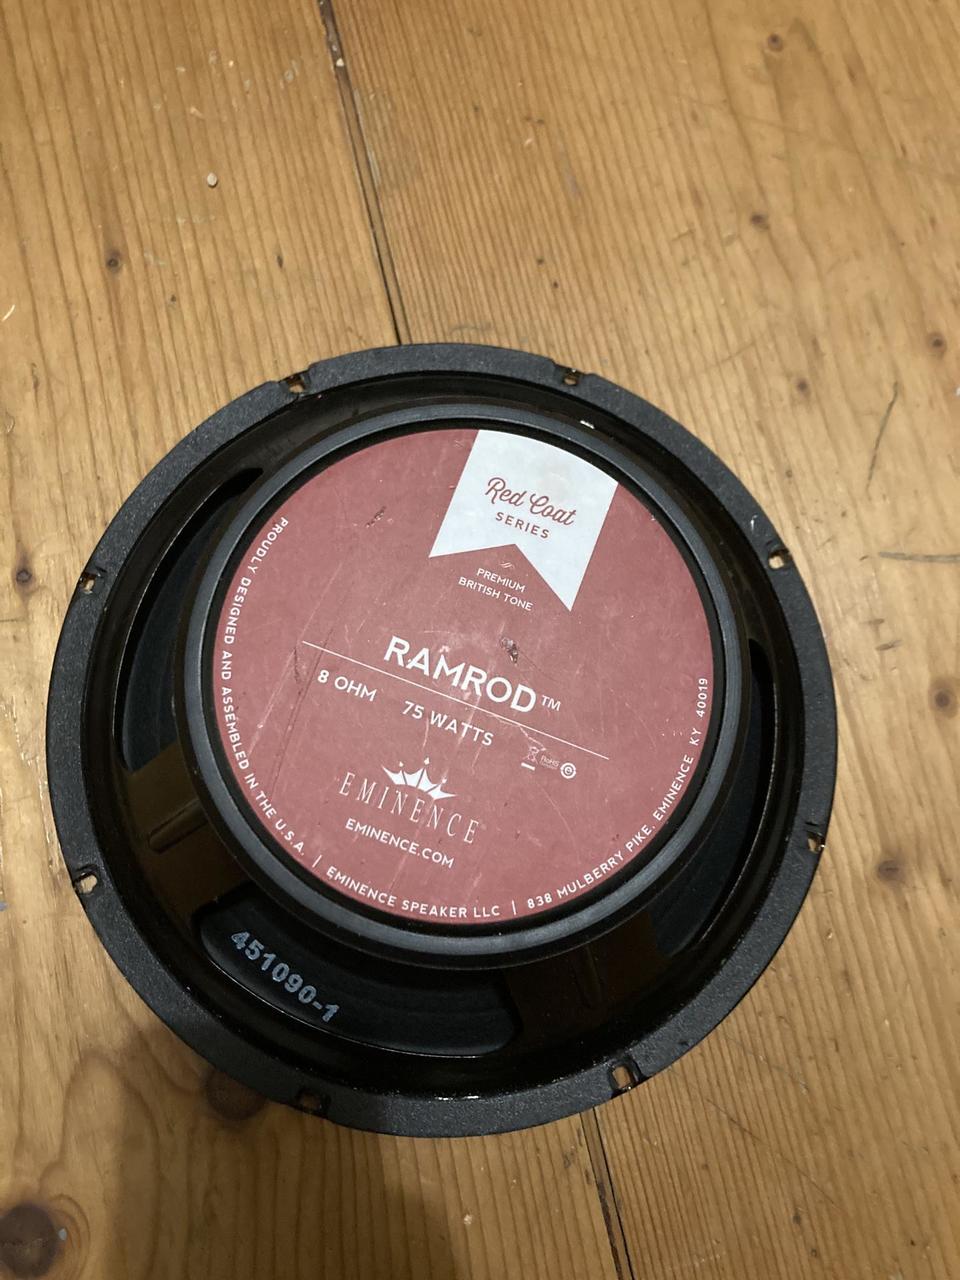 Red Coat
SERIES
PREMIUM
BRITISH TONE
RAMROD™
8 OHM 75 WATTS
RoHS
EMINENCE
EMINENCE.COM
PROUDLY DESIGNED AND ASSEMBLED IN THE U.S.A. | EMINENCE SPEAKER LLC | 838 MULBERRY PIKE, EMINENCE KY 40019
451090-1